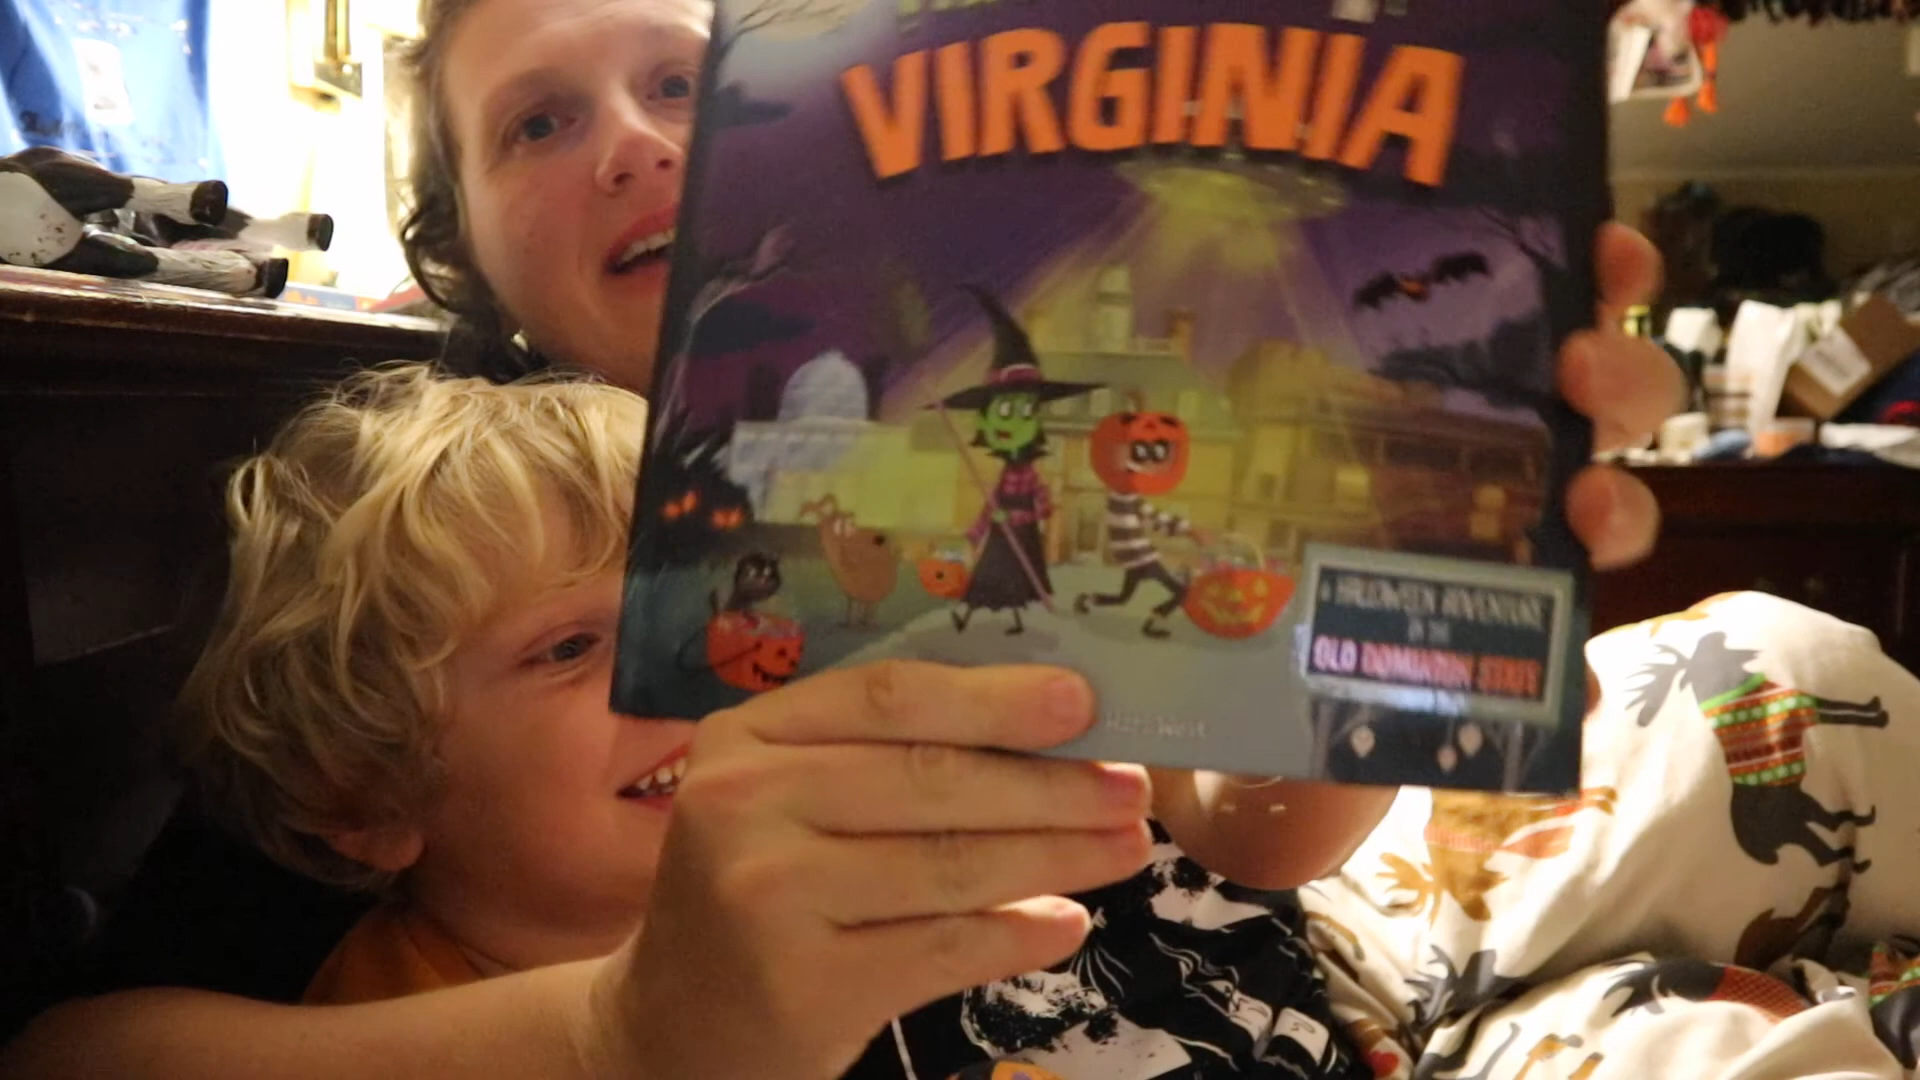 VIRGINIA
A HALLOWEEN ADVENTURE
IN THE
OLD DOMINION STATE